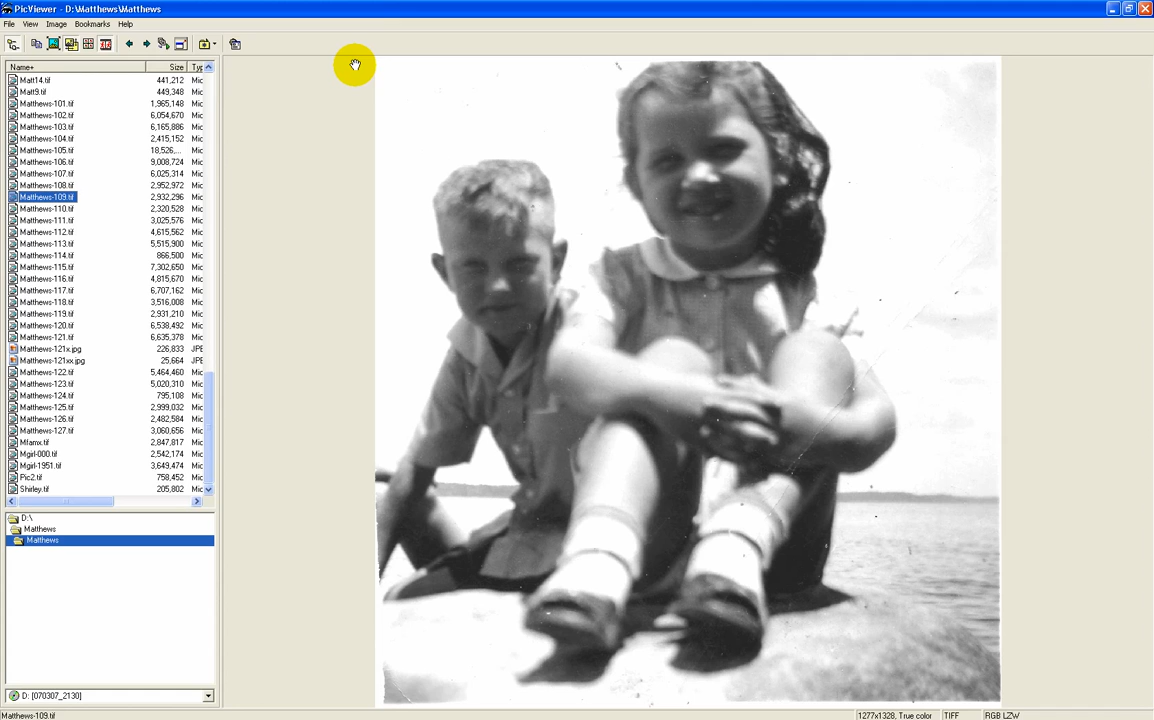 PicViewer - D:\Matthews\Matthews
File View Image Bookmarks Help
Name+ Size Typ
Matt14.tif 441,212 Mic
Matt9.tif 449,348 Mic
Matthews-101.tif 1,965,148 Mic
Matthews-102.tif 6,054,670 Mic
Matthews-103.tif 6,165,886 Mic
Matthews-104.tif 2,415,152 Mic
Matthews-105.tif 18,526,... Mic
Matthews-106.tif 9,008,724 Mic
Matthews-107.tif 6,025,314 Mic
Matthews-108.tif 2,952,972 Mic
Matthews-109.tif 2,932,296 Mic
Matthews-110.tif 2,320,528 Mic
Matthews-111.tif 3,025,576 Mic
Matthews-112.tif 4,615,562 Mic
Matthews-113.tif 5,515,900 Mic
Matthews-114.tif 866,500 Mic
Matthews-115.tif 7,302,650 Mic
Matthews-116.tif 4,815,670 Mic
Matthews-117.tif 6,707,162 Mic
Matthews-118.tif 3,516,008 Mic
Matthews-119.tif 2,931,210 Mic
Matthews-120.tif 6,538,492 Mic
Matthews-121.tif 6,635,378 Mic
Matthews-121x.jpg 226,833 JPE
Matthews-121xx.jpg 25,664 JPE
Matthews-122.tif 5,464,460 Mic
Matthews-123.tif 5,020,310 Mic
Matthews-124.tif 795,108 Mic
Matthews-125.tif 2,999,032 Mic
Matthews-126.tif 2,482,584 Mic
Matthews-127.tif 3,060,656 Mic
Mfamx.tif 2,847,817 Mic
Mgirl-000.tif 2,542,174 Mic
Mgirl-1951.tif 3,649,474 Mic
Pic2.tif 758,452 Mic
Shirley.tif 205,802 Mic
D:\
Matthews
Matthews
D: [070307_2130]
Matthews-109.tif 1277x1328, True color TIFF RGB LZW